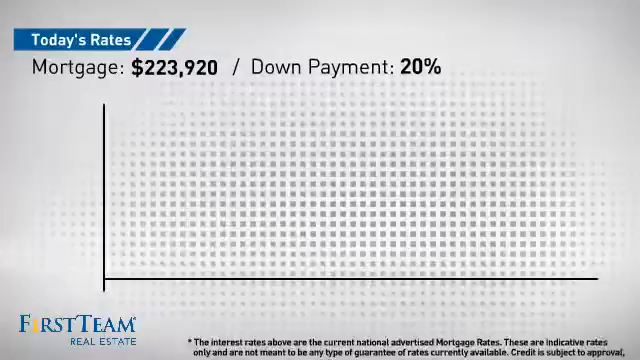 Today's Rates
Mortgage: $223,920 / Down Payment: 20%
FIRSTTEAM®
REAL ESTATE
* The interest rates above are the current national advertised Mortgage Rates. These are indicative rates
only and are not meant to be any type of guarantee of rates currently available. Credit is subject to approval,